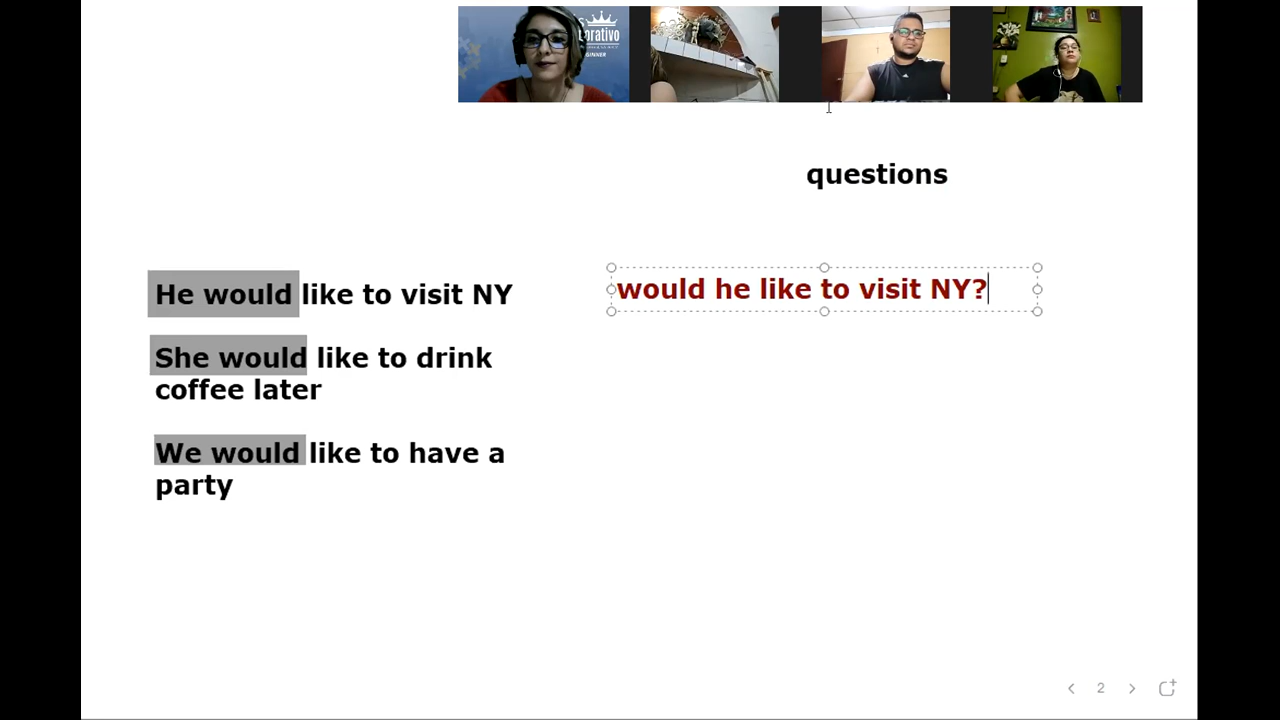 orativo
questions
He would like to visit NY
would he like to visit NY?
She would like to drink
coffee later
We would like to have a
party
2